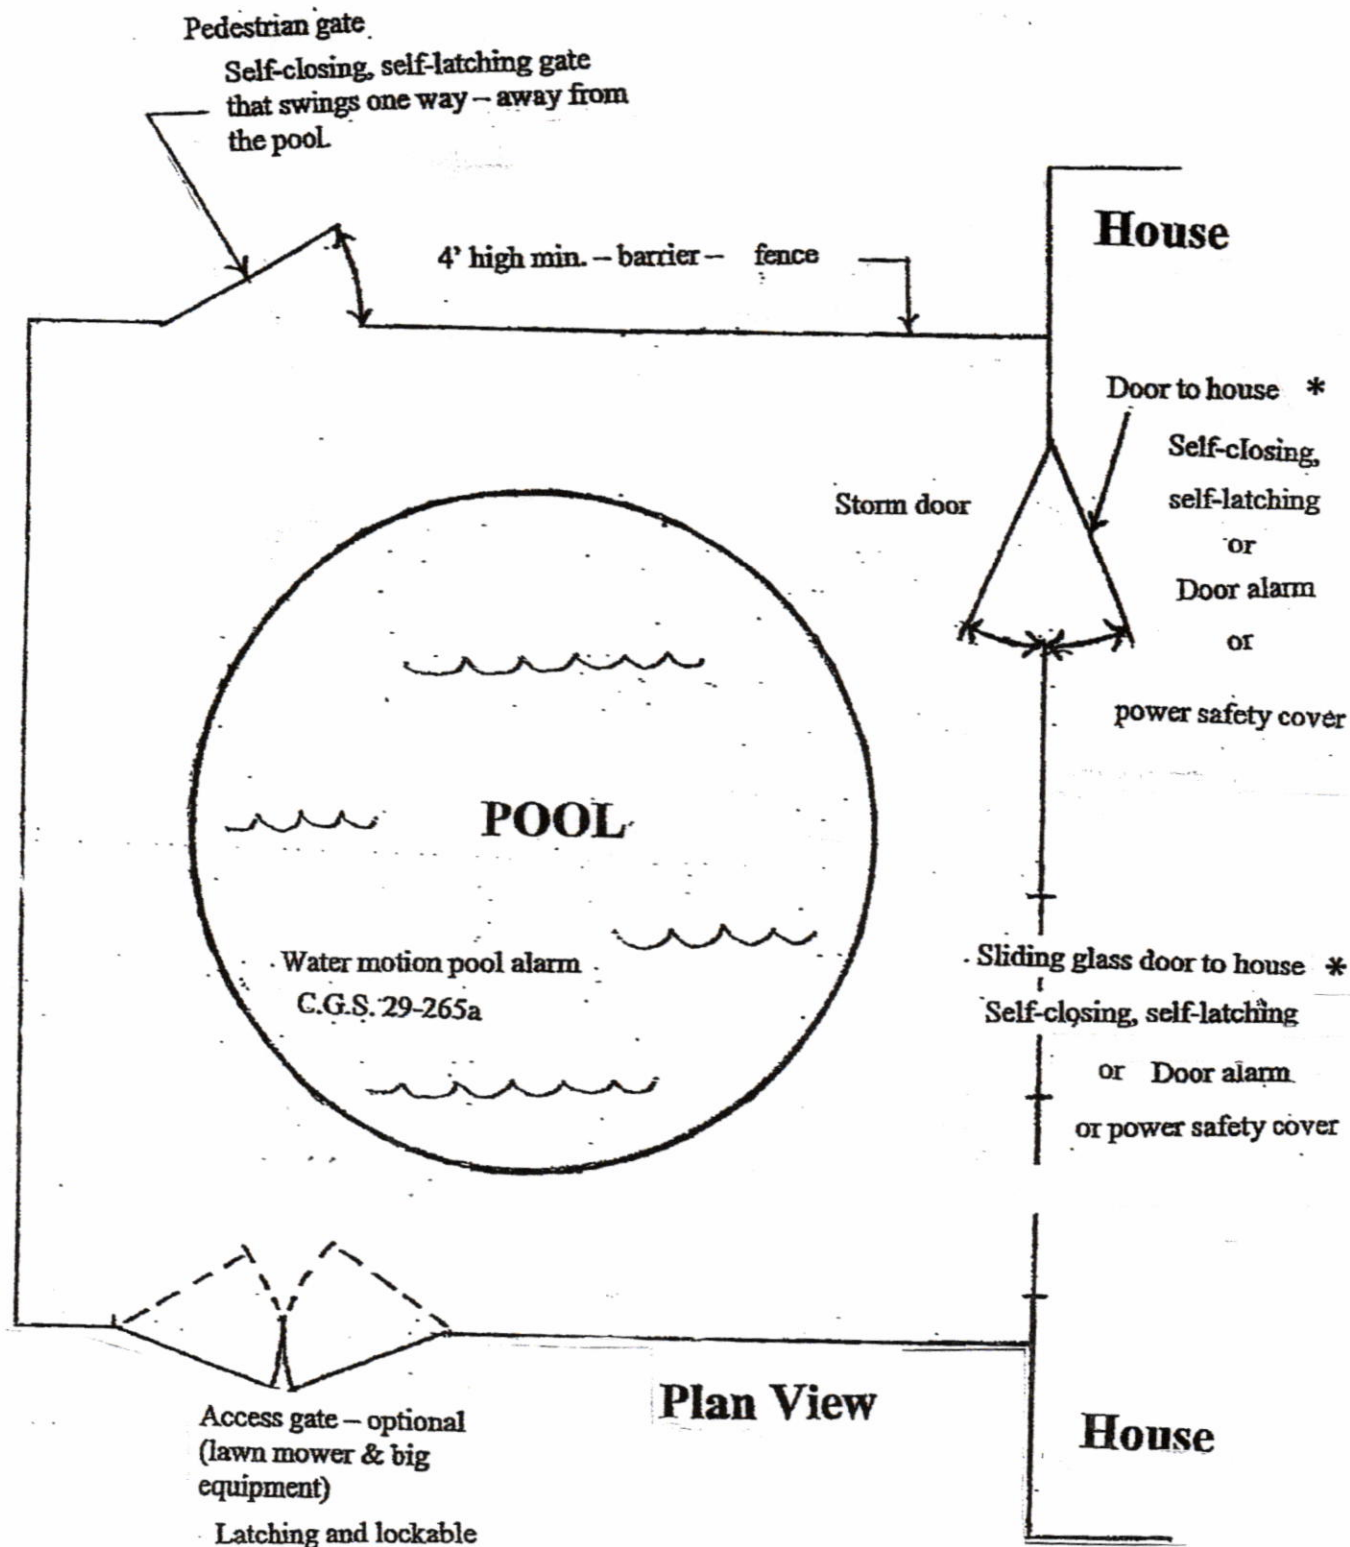 Pedestrian gate
Self-closing, self-latching gate
that swings one way – away from
the pool.
House
4' high min. – barrier – fence
Door to house *
Self-closing,
self-latching
or
Door alarm
or
power safety cover
Storm door
POOL
Water motion pool alarm
C.G.S. 29-265a
Sliding glass door to house *
Self-closing, self-latching
or Door alarm
or power safety cover
Access gate – optional
(lawn mower & big
equipment)
Latching and lockable
Plan View
House